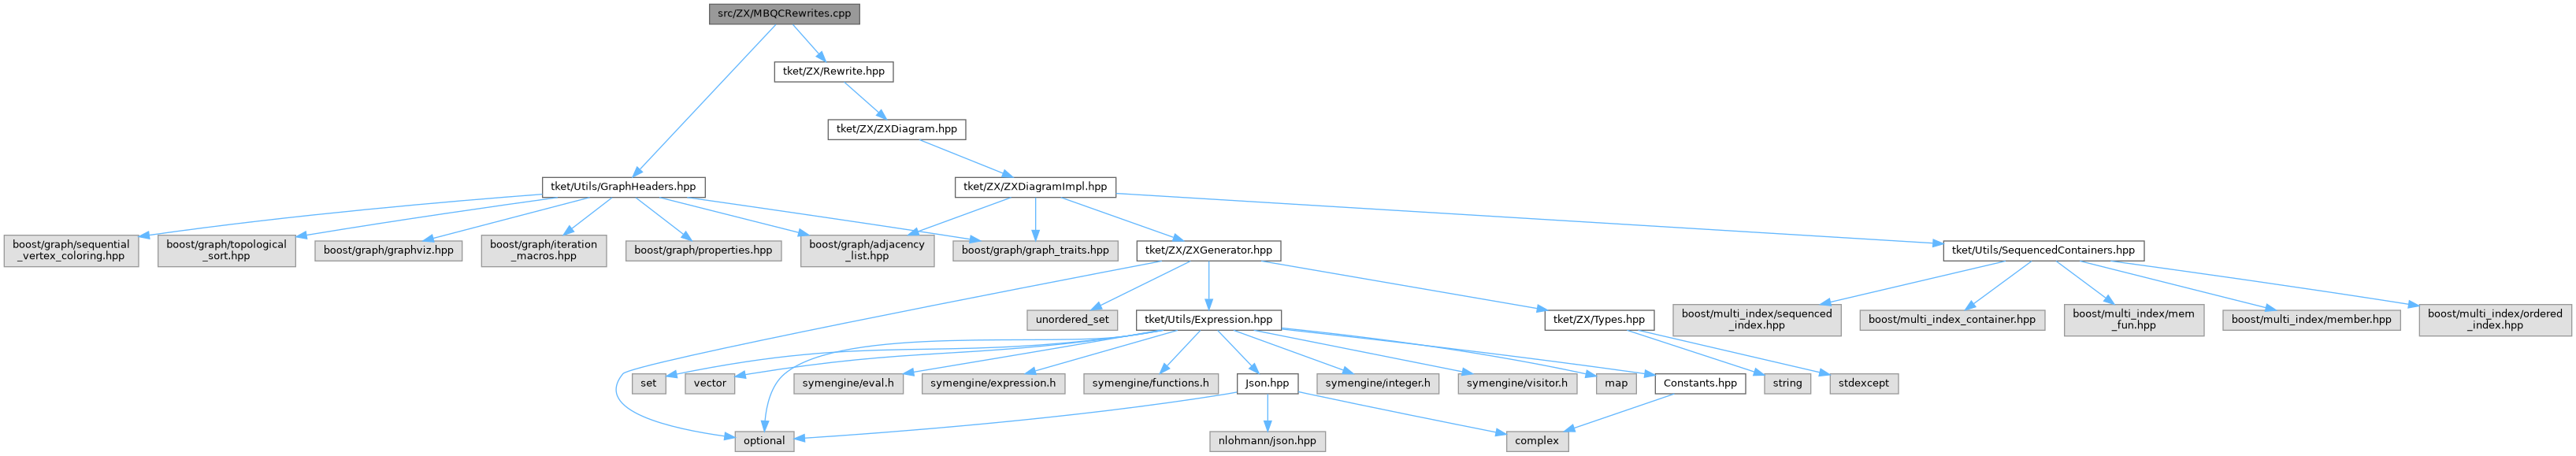 src/ZX/MBQCRewrites.cpp
tket/ZX/Rewrite.hpp
tket/ZX/ZXDiagram.hpp
tket/Utils/GraphHeaders.hpp
tket/ZX/ZXDiagramImpl.hpp
boost/graph/sequential
_vertex_coloring.hpp
boost/graph/topological
_sort.hpp
boost/graph/graphviz.hpp
boost/graph/iteration
_macros.hpp
boost/graph/properties.hpp
boost/graph/adjacency
_list.hpp
boost/graph/graph_traits.hpp
tket/ZX/ZXGenerator.hpp
tket/Utils/SequencedContainers.hpp
unordered_set
tket/Utils/Expression.hpp
tket/ZX/Types.hpp
boost/multi_index/sequenced
_index.hpp
boost/multi_index_container.hpp
boost/multi_index/mem
_fun.hpp
boost/multi_index/member.hpp
boost/multi_index/ordered
_index.hpp
set
vector
symengine/eval.h
symengine/expression.h
symengine/functions.h
Json.hpp
symengine/integer.h
symengine/visitor.h
map
Constants.hpp
string
stdexcept
optional
nlohmann/json.hpp
complex